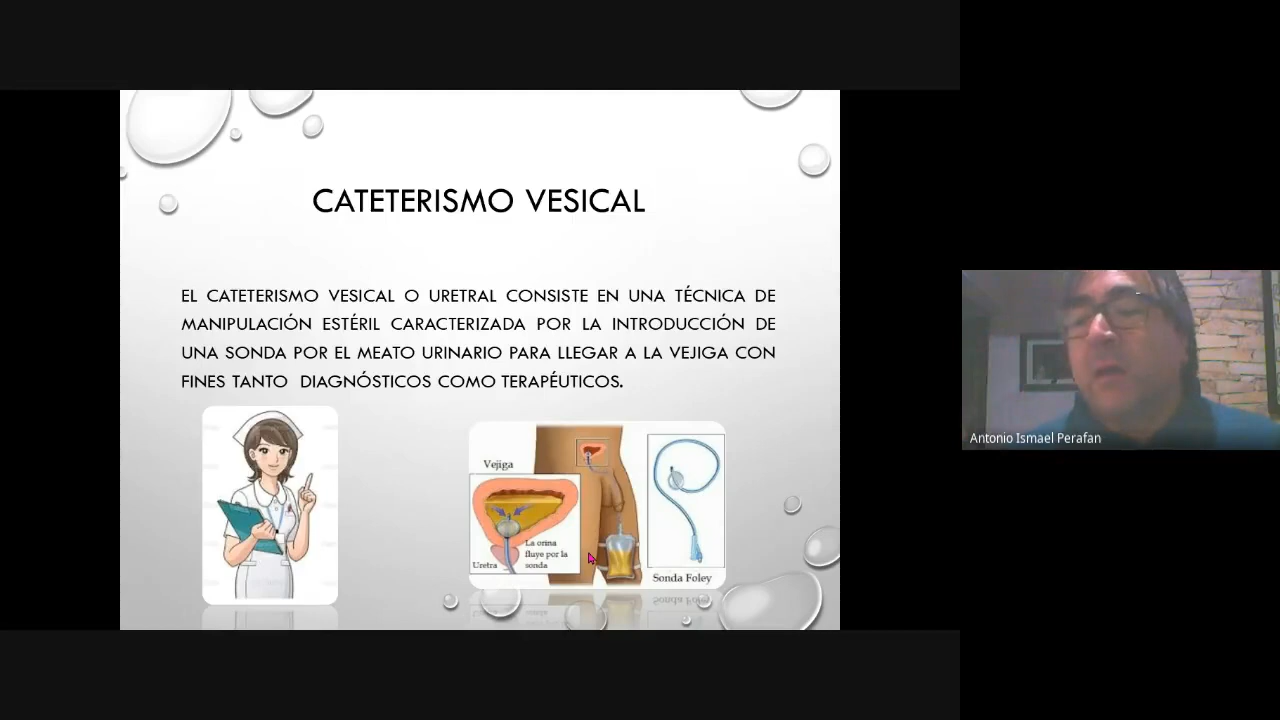 CATETERISMO VESICAL
EL CATETERISMO VESICAL O URETRAL CONSISTE EN UNA TÉCNICA DE
MANIPULACIÓN ESTÉRIL CARACTERIZADA POR LA INTRODUCCIÓN DE
UNA SONDA POR EL MEATO URINARIO PARA LLEGAR A LA VEJIGA CON
FINES TANTO DIAGNÓSTICOS COMO TERAPÉUTICOS.
Vejiga
La orina
fluye por la
sonda
Uretra
Sonda Foley
Antonio Ismael Perafan